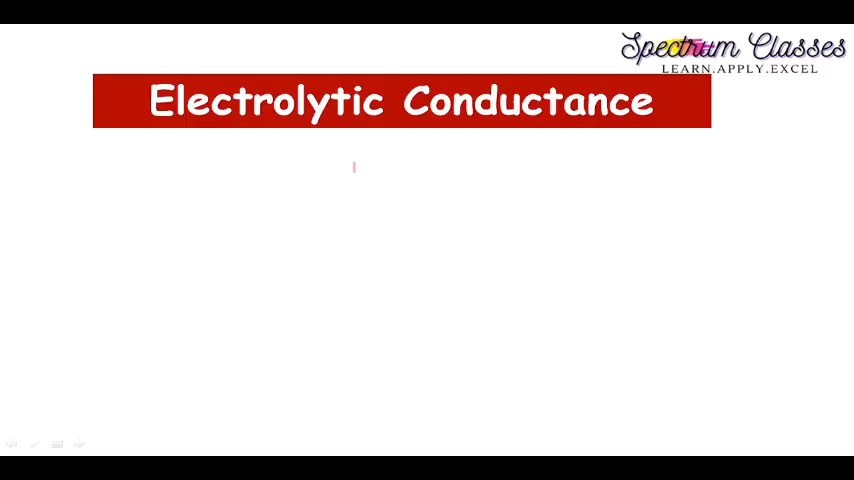 Spectrum Classes
LEARN.APPLY.EXCEL
Electrolytic Conductance